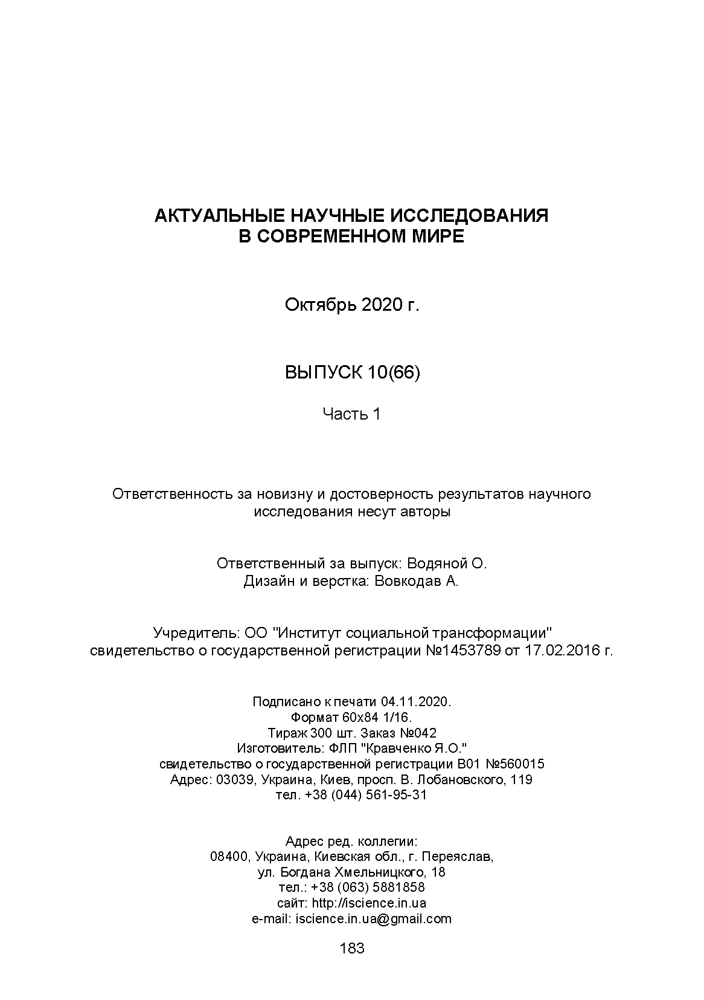 АКТУАЛЬНЫЕ НАУЧНЫЕ ИССЛЕДОВАНИЯ
В СОВРЕМЕННОМ МИРЕ
Октябрь 2020 г.
ВЫПУСК 10(66)
Часть 1
Ответственность за новизну и достоверность результатов научного
исследования несут авторы
Ответственный за выпуск: Водяной О.
Дизайн и верстка: Вовкодав А.
Учредитель: ОО "Институт социальной трансформации"
свидетельство о государственной регистрации №1453789 от 17.02.2016 г.
Подписано к печати 04.11.2020.
Формат 60х84 1/16.
Тираж 300 шт. Заказ №042
Изготовитель: ФЛП "Кравченко Я.О."
свидетельство о государственной регистрации В01 №560015
Адрес: 03039, Украина, Киев, просп. В. Лобановского, 119
тел. +38 (044) 561-95-31
Адрес ред. коллегии:
08400, Украина, Киевская обл., г. Переяслав,
ул. Богдана Хмельницкого, 18
тел.: +38 (063) 5881858
сайт: http://iscience.in.ua
e-mail: iscience.in.ua@gmail.com
183